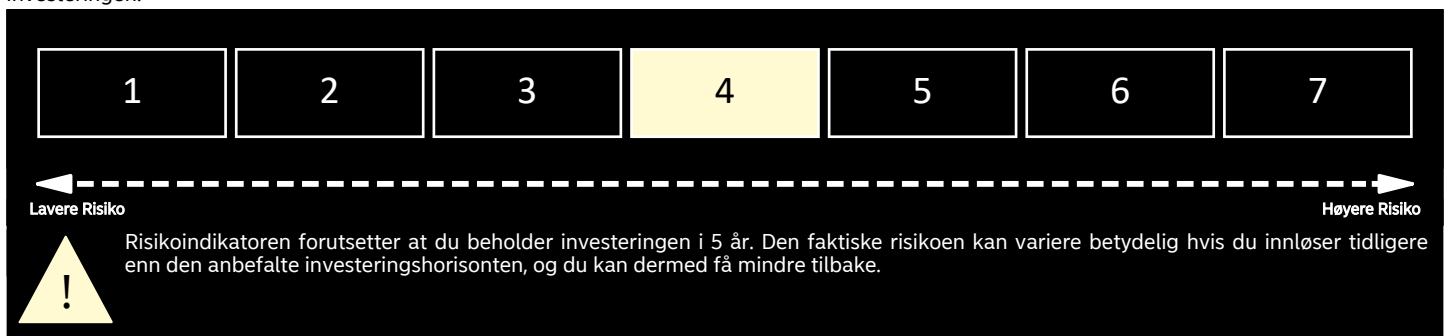 1 2 3 4 5 6 7
Lavere Risiko Høyere Risiko
Risikoindikatoren forutsetter at du beholder investeringen i 5 år. Den faktiske risikoen kan variere betydelig hvis du innløser tidligere
enn den anbefalte investeringshorisonten, og du kan dermed få mindre tilbake.
!